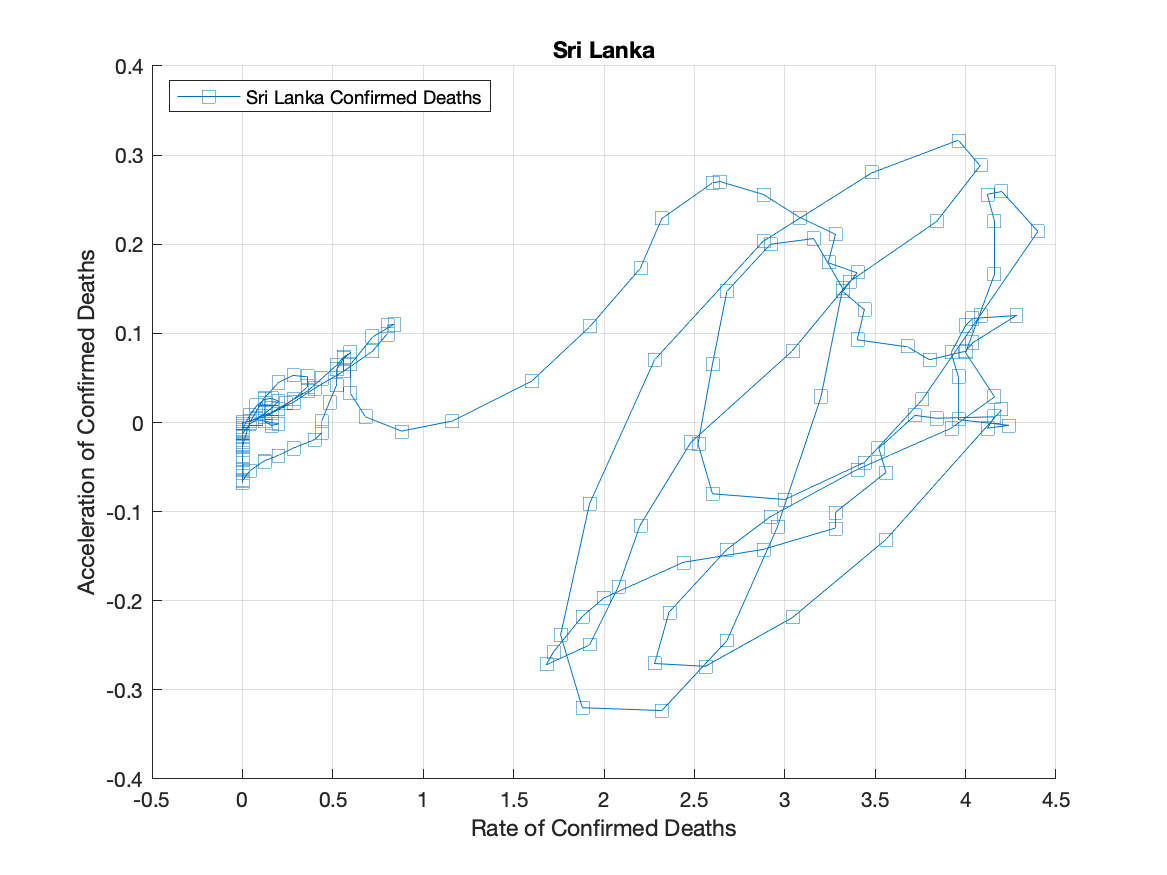 Sri Lanka
Sri Lanka Confirmed Deaths
Acceleration of Confirmed Deaths
0.4
0.3
0.2
0.1
0
-0.1
-0.2
-0.3
-0.4
-0.5 0 0.5 1 1.5 2 2.5 3 3.5 4 4.5
Rate of Confirmed Deaths